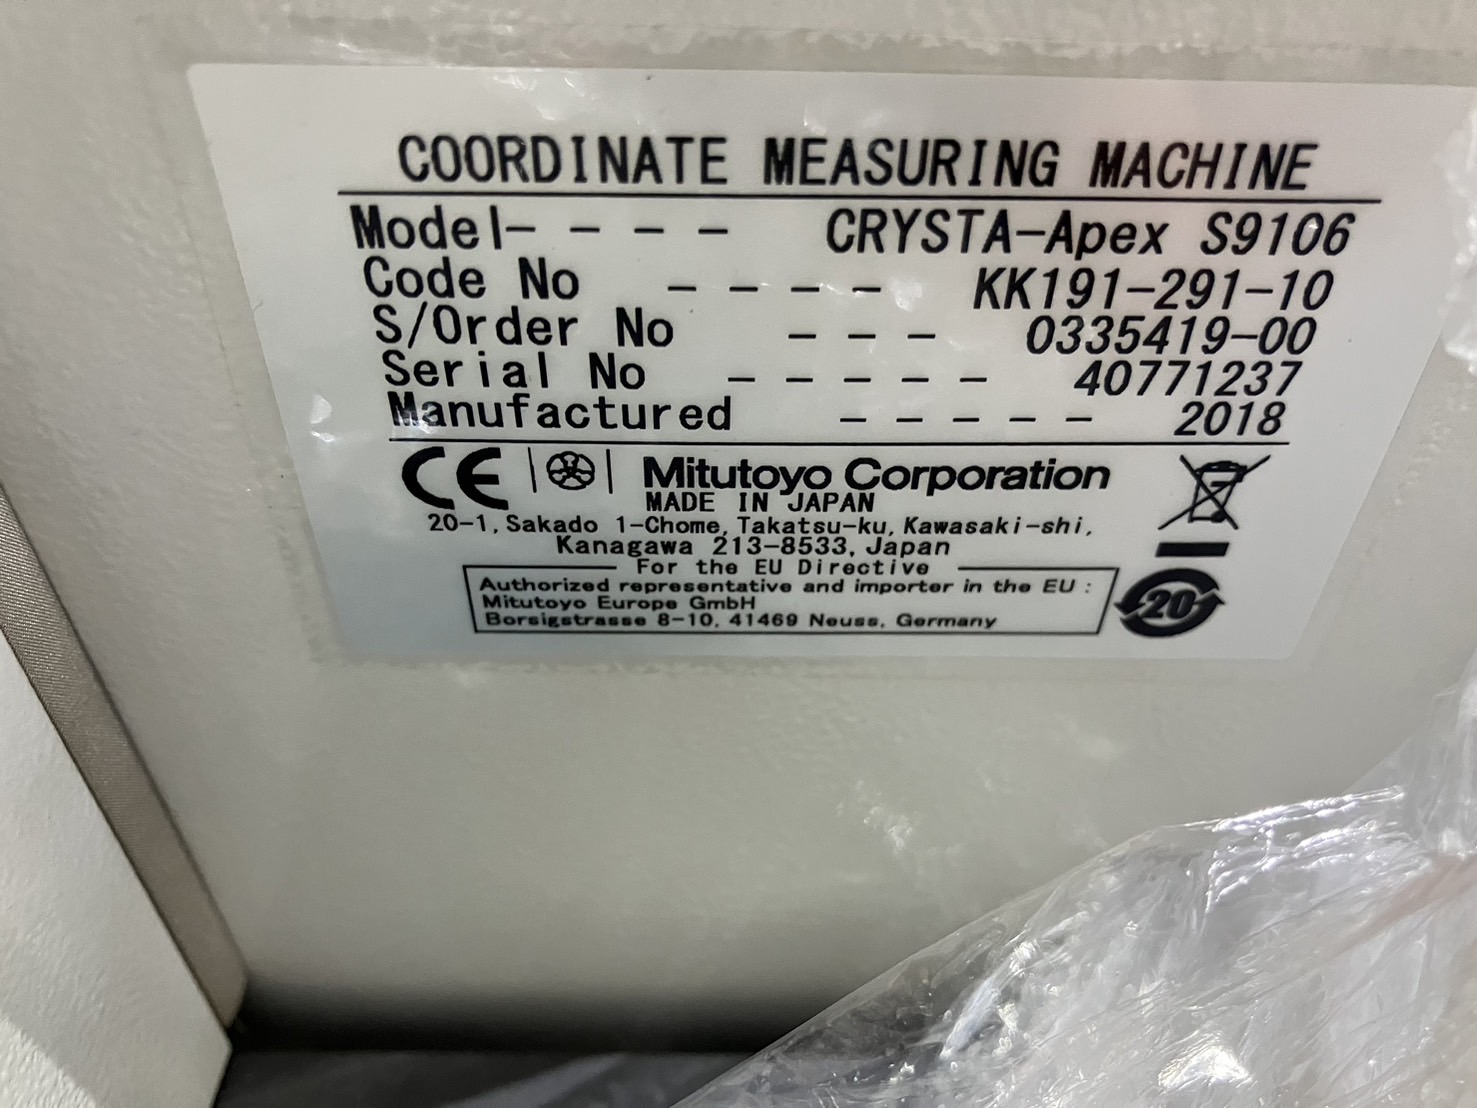 COORDINATE MEASURING MACHINE
Model- - - - - CRYSTA-Apex S9106
Code No - - - - KK191-291-10
S/Order No - - - 0335419-00
Serial No - - - - - 40771237
Manufactured - - - - - 2018
CE Mitutoyo Corporation
MADE IN JAPAN
20-1, Sakado 1-Chome, Takatsu-ku, Kawasaki-shi,
Kanagawa 213-8533, Japan
For the EU Directive
Authorized representative and importer in the EU :
Mitutoyo Europe GmbH
Borsigstrasse 8-10, 41469 Neuss, Germany
20